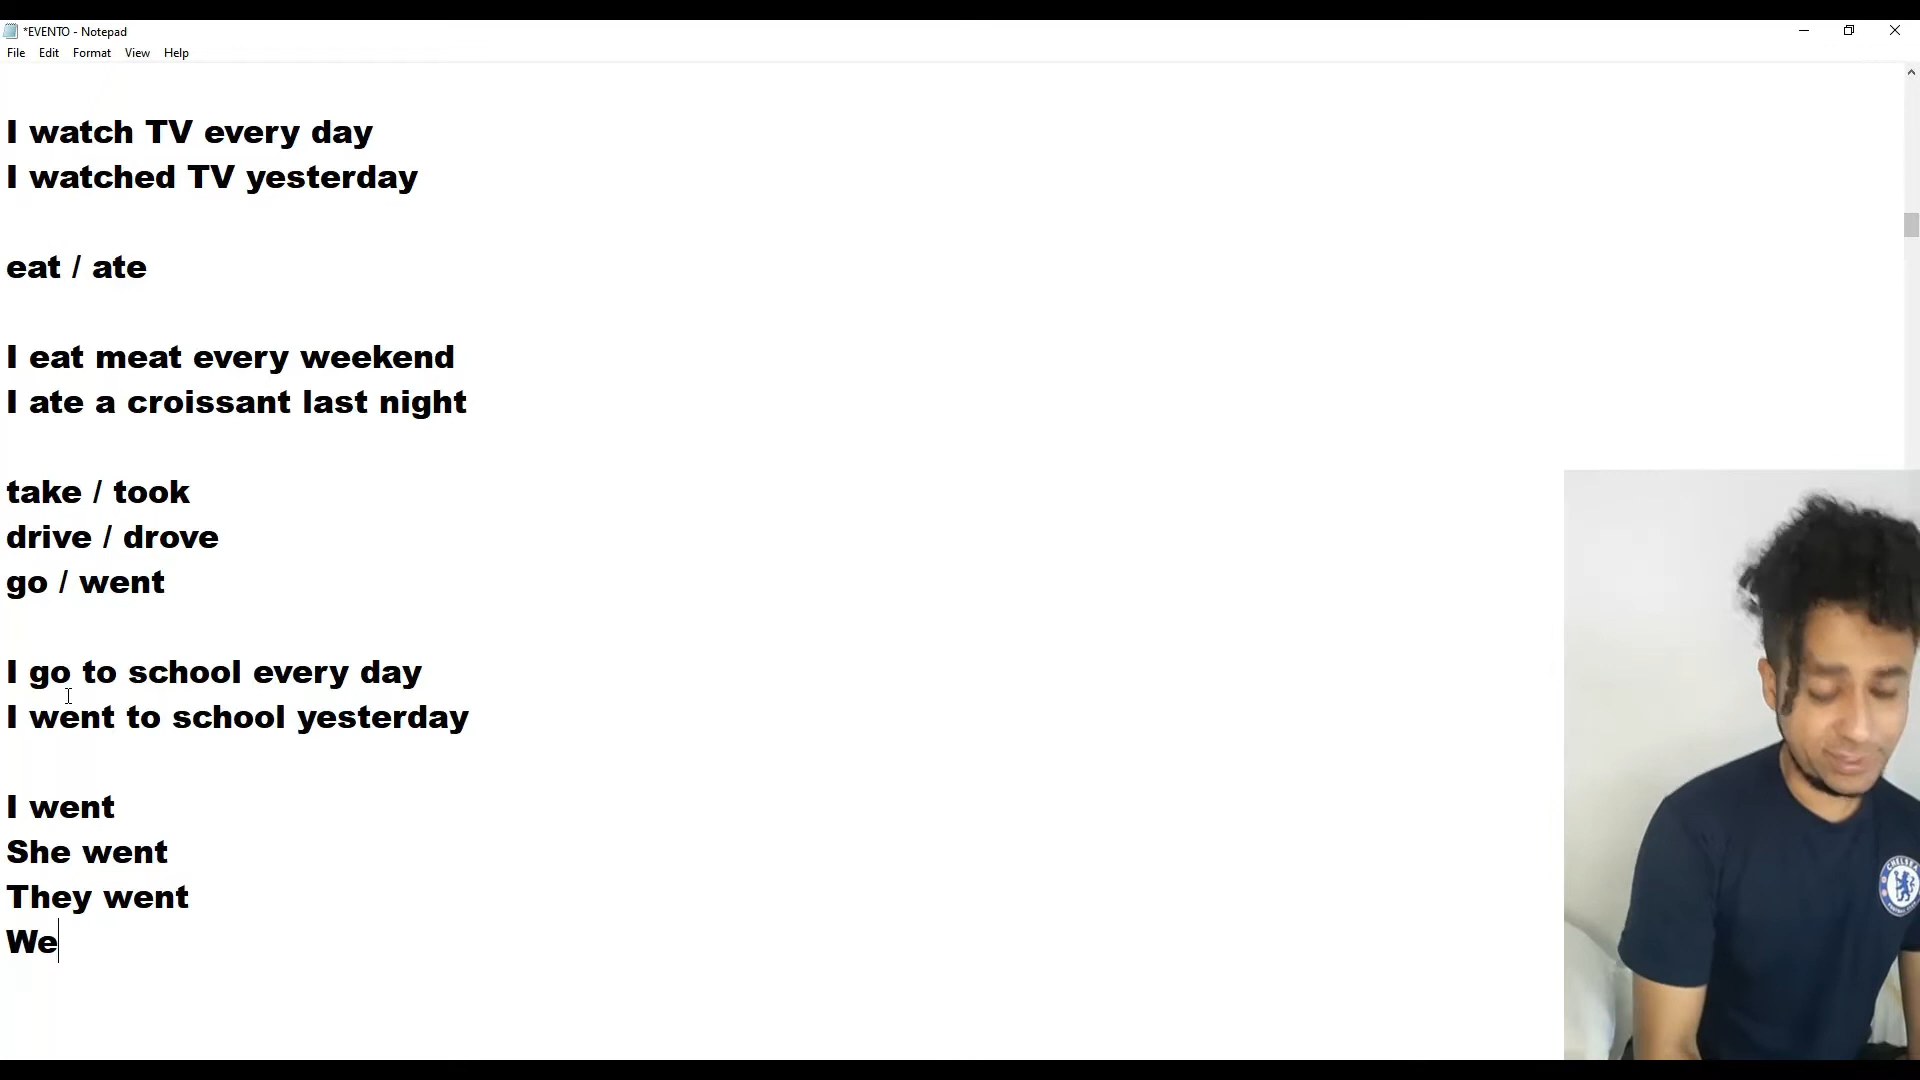 *EVENTO - Notepad
File Edit Format View Help
I watch TV every day
I watched TV yesterday
eat / ate
I eat meat every weekend
I ate a croissant last night
take / took
drive / drove
go / went
I go to school every day
I went to school yesterday
I went
She went
They went
We
CHELSEA